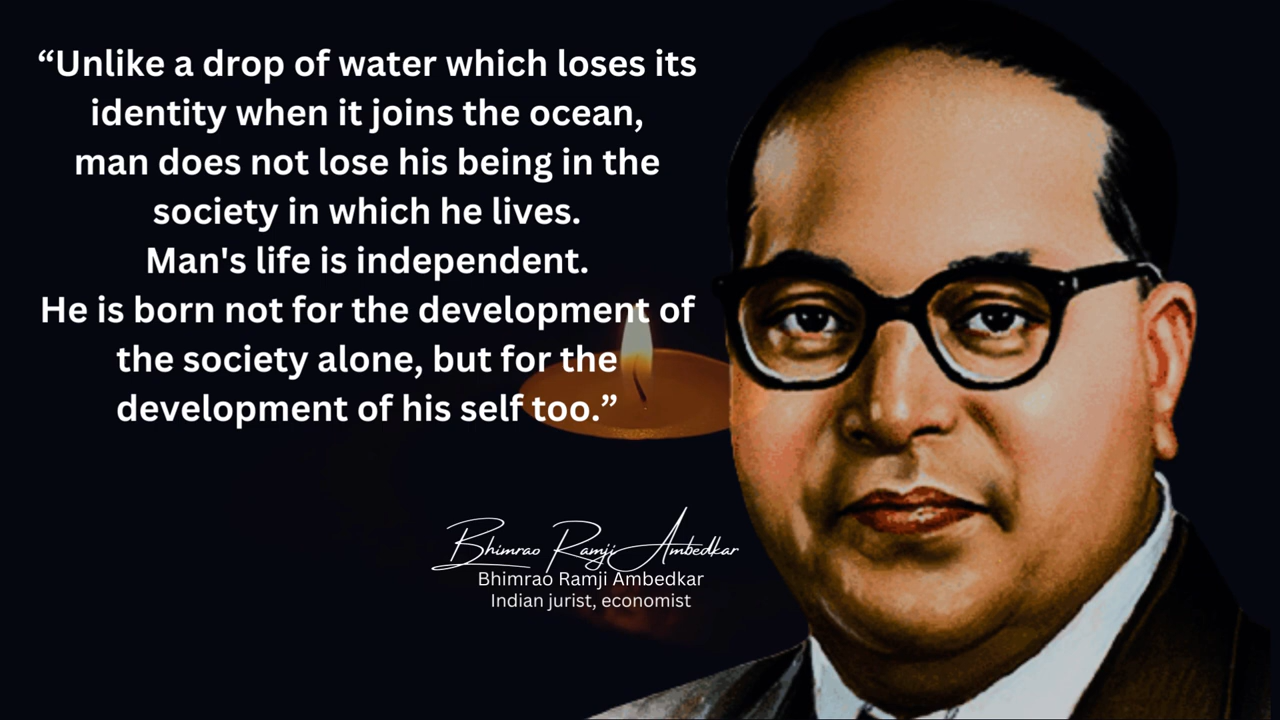 “Unlike a drop of water which loses its
identity when it joins the ocean,
man does not lose his being in the
society in which he lives.
Man's life is independent.
He is born not for the development of
the society alone, but for the
development of his self too.”
Bhimrao Ramji Ambedkar
Bhimrao Ramji Ambedkar
Indian jurist, economist